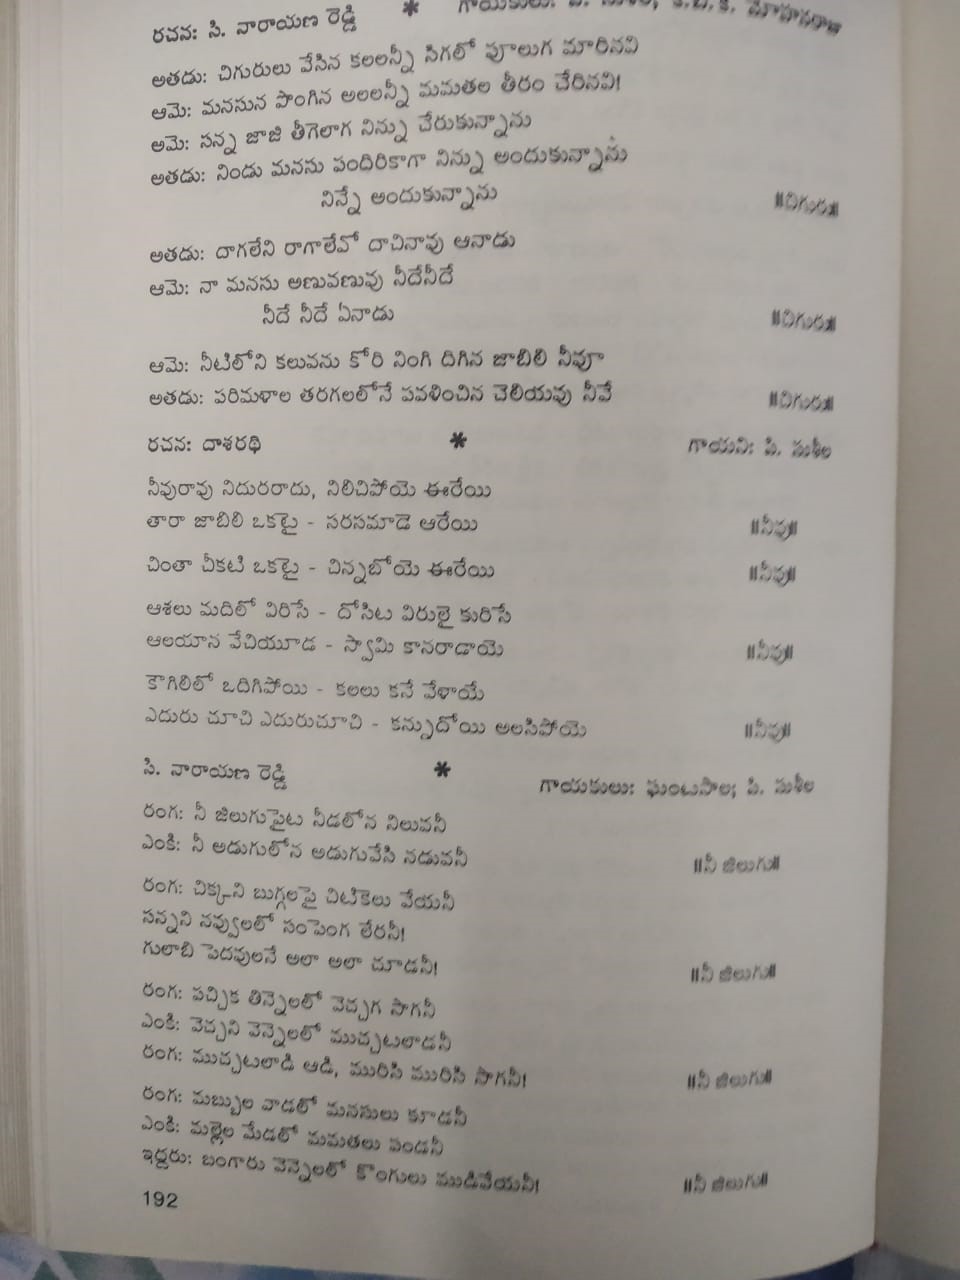 రచన: సి. నారాయణ రెడ్డి * గాయకులు: పి. సుశీల,
అతడు: చిగురులు వేసిన కలలన్నీ సిగలో పూలుగ మారినవి
ఆమె: మనసున పొంగిన అలలన్నీ మమతల తీరం చేరినవి!
ఆమె: సన్న జాజి తీగెలాగ నిన్ను చేరుకున్నాను
అతడు: నిండు మనసు పందిరికాగా నిన్ను అందుకున్నాను
నిన్నే అందుకున్నాను ॥చిగురు॥
అతడు: దాగలేని రాగాలేవో దాచినావు ఆనాడు
ఆమె: నా మనసు అణువణువు నీదేనీదే
నీదే నీదే ఏనాడు ॥చిగురు॥
ఆమె: నీటిలోని కలువను కోరి నింగి దిగిన జాబిలి నీవూ
అతడు: పరిమళాల తరగలలోనే పవళించిన చెలియవు నీవే ॥చిగురు॥
రచన: దాశరథి * గాయని: పి. సుశీల
నీవురావు నిదురరాదు, నిలిచిపోయె ఈరేయి
తారా జాబిలి ఒకటై - సరసమాడె ఆరేయి ॥నీవు॥
చింతా చీకటి ఒకటై - చిన్నబోయె ఈరేయి ॥నీవు॥
ఆశలు మదిలో విరిసే - దోసిట విరులై కురిసే
ఆలయాన వేచియూడ - స్వామి కానరాడాయె ॥నీవు॥
కౌగిలిలో ఒదిగిపోయి - కలలు కనే వేళాయే
ఎదురు చూచి ఎదురుచూచి - కన్నుదోయి అలసిపోయె ॥నీవు॥
సి. నారాయణ రెడ్డి * గాయకులు: ఘంటసాల; పి. సుశీల
రంగ: నీ జిలుగుపైట నీడలోన నిలువనీ
ఎంకి: నీ అడుగులోన అడుగువేసి నడువనీ ॥నీ జిలుగు॥
రంగ: చిక్కని బుగ్గలపై చిటికెలు వేయనీ
సన్నని నవ్వులలో సంపెంగ లేరనీ!
గులాబి పెదవులనే అలా అలా చూడనీ! ॥నీ జిలుగు॥
రంగ: పచ్చిక తిన్నెలలో వెచ్చగ సాగనీ
ఎంకి: వెచ్చని వెన్నెలలో ముచ్చటలాడనీ
రంగ: ముచ్చటలాడి ఆడి, మురిసి మురిసి సాగనీ! ॥నీ జిలుగు॥
రంగ: మబ్బుల వాడలో మనసులు కూడనీ
ఎంకి: మల్లెల మేడలో మమతలు పండనీ
ఇద్దరు: బంగారు వెన్నెలలో కొంగులు ముడివేయనీ! ॥నీ జిలుగు॥
192